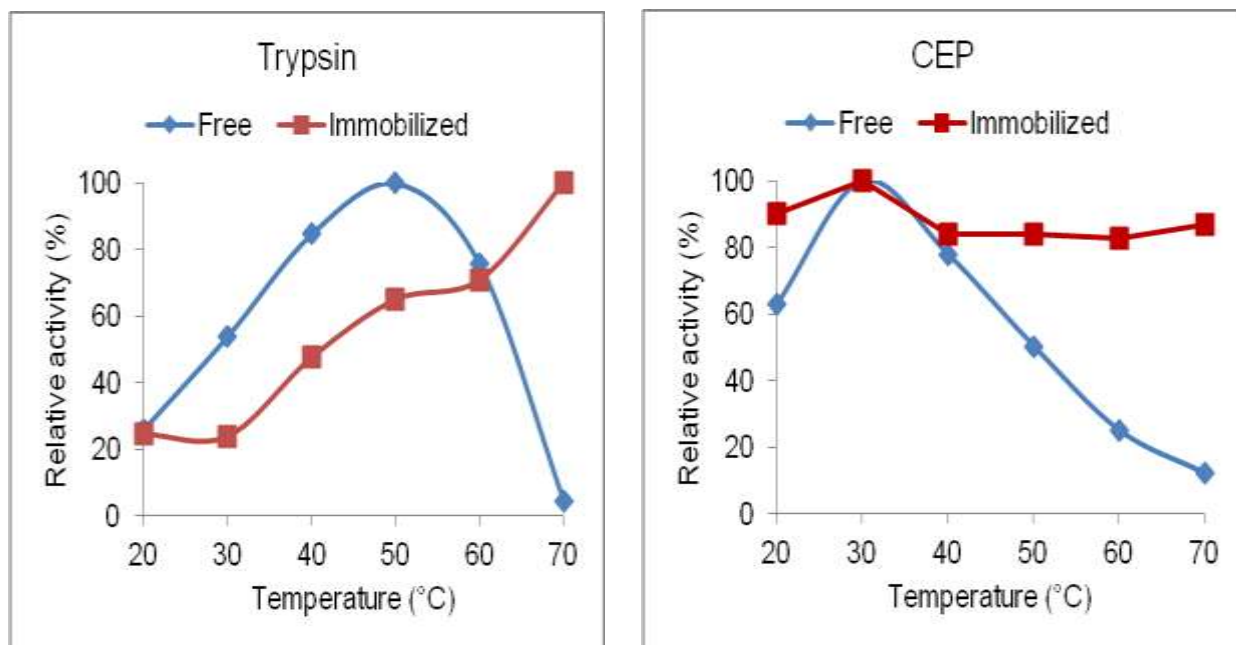 Trypsin
Free Immobilized
Relative activity (%)
100
80
60
40
20
0
20 30 40 50 60 70
Temperature (°C)
CEP
Free Immobilized
Relative activity (%)
100
80
60
40
20
0
20 30 40 50 60 70
Temperature (°C)